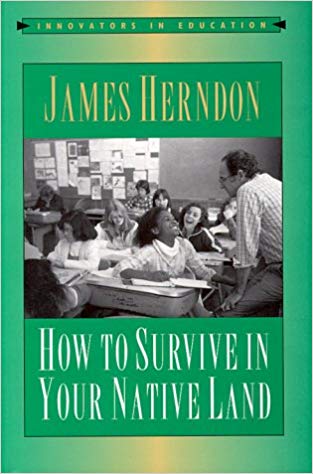 INNOVATORS IN EDUCATION
JAMES HERNDON
HOW TO SURVIVE IN
YOUR NATIVE LAND